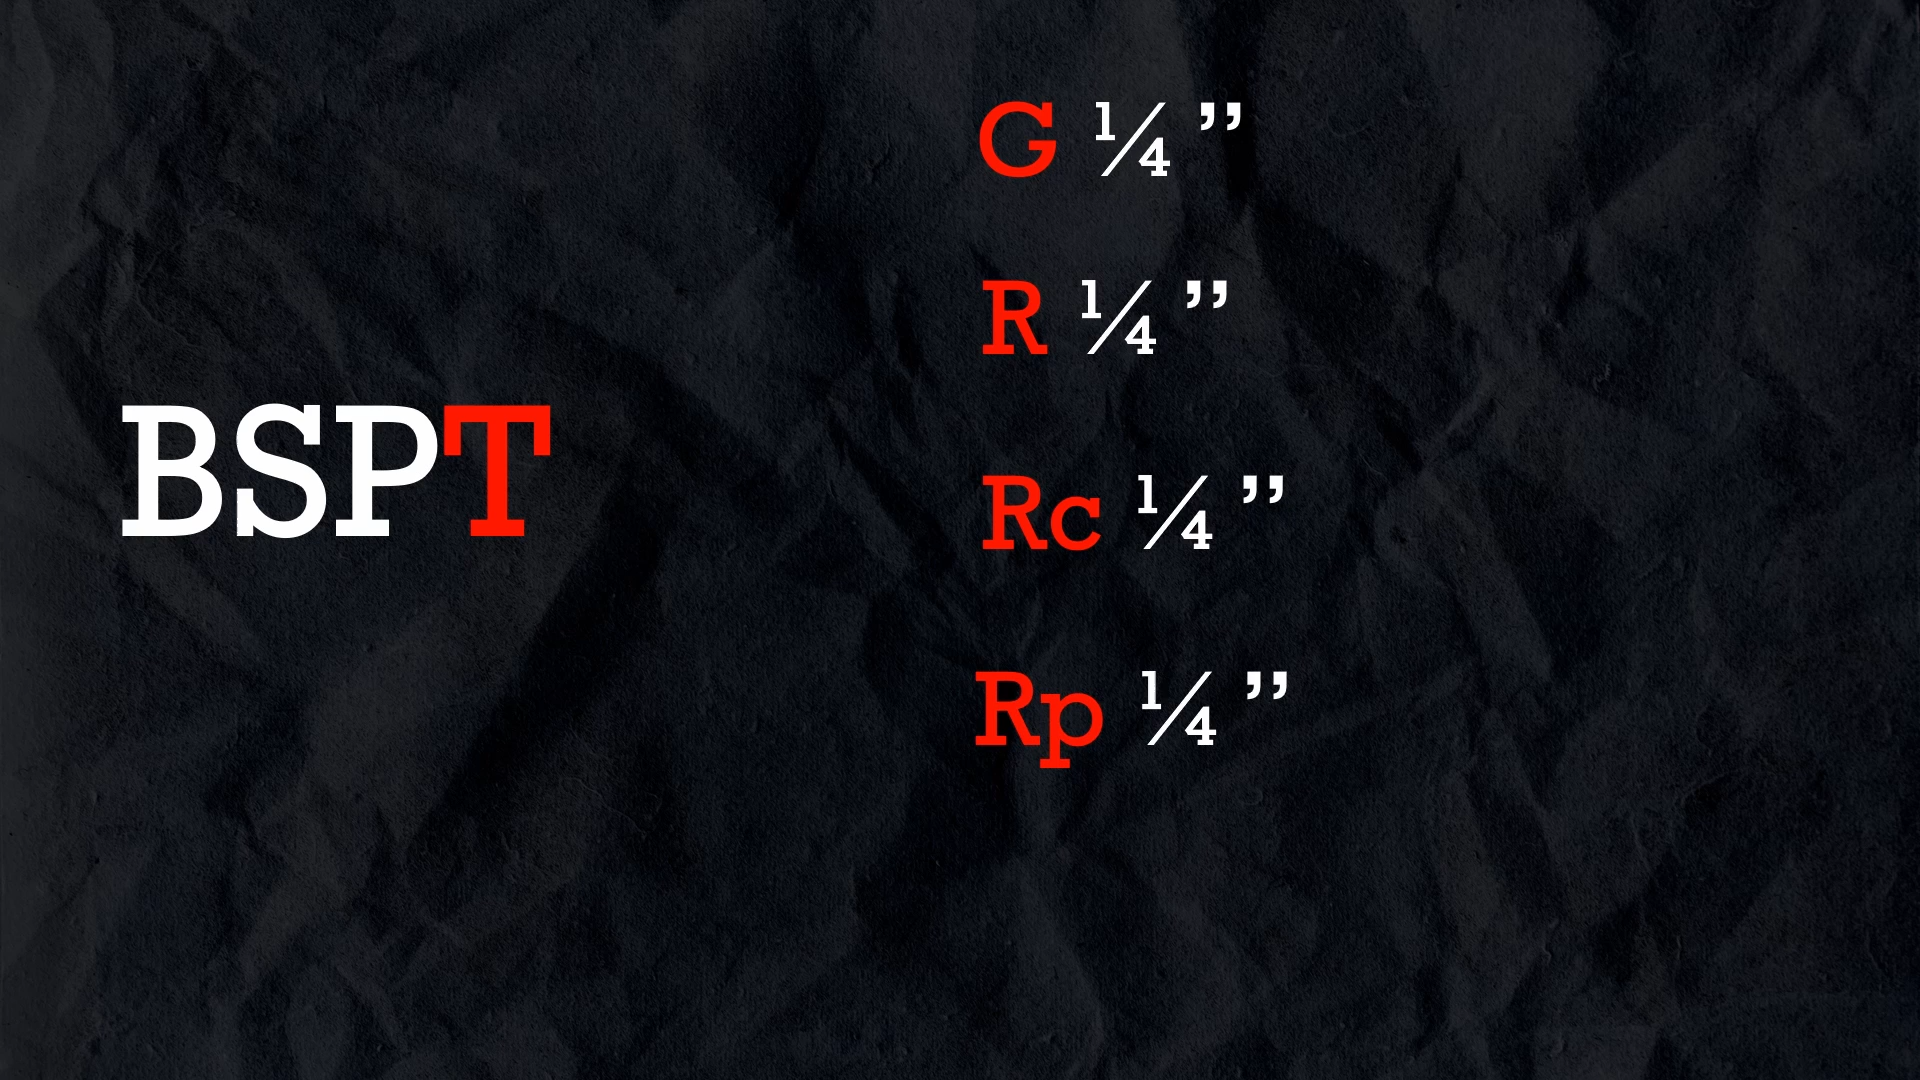 G ¼ ”
R ¼ ”
BSPT
Rc ¼ ”
Rp ¼ ”